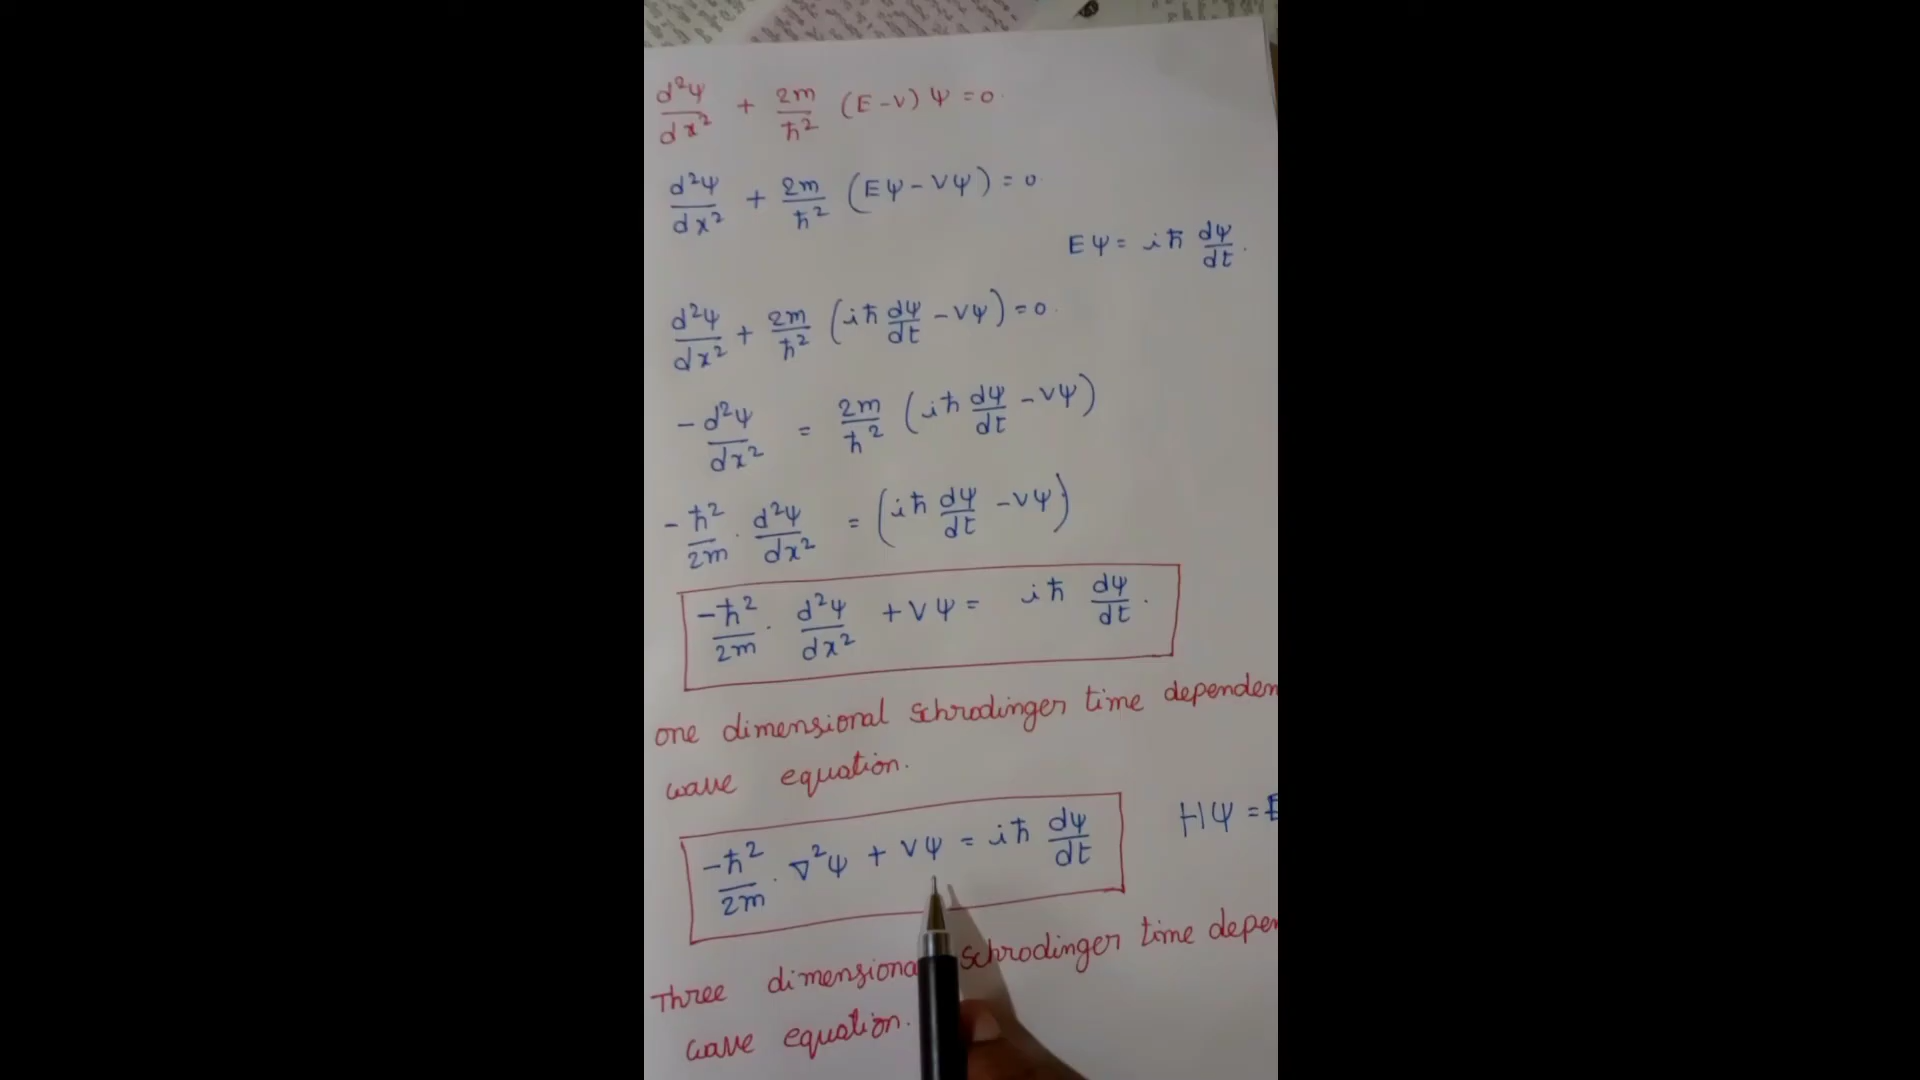 d²ψ/dx² + 2m/ħ² (E-V) ψ = 0.
d²ψ/dx² + 2m/ħ² (Eψ - Vψ) = 0.
Eψ = iħ dψ/dt.
d²ψ/dx² + 2m/ħ² (iħ dψ/dt - Vψ) = 0.
-d²ψ/dx² = 2m/ħ² (iħ dψ/dt - Vψ)
-ħ²/2m . d²ψ/dx² = (iħ dψ/dt - Vψ)
-ħ²/2m . d²ψ/dx² + Vψ = iħ dψ/dt.
one dimensional Schrodinger time dependen
wave equation.
-ħ²/2m . ∇²ψ + Vψ = iħ dψ/dt
Hψ = E
Three dimensiona Schrodinger time depen
wave equation.